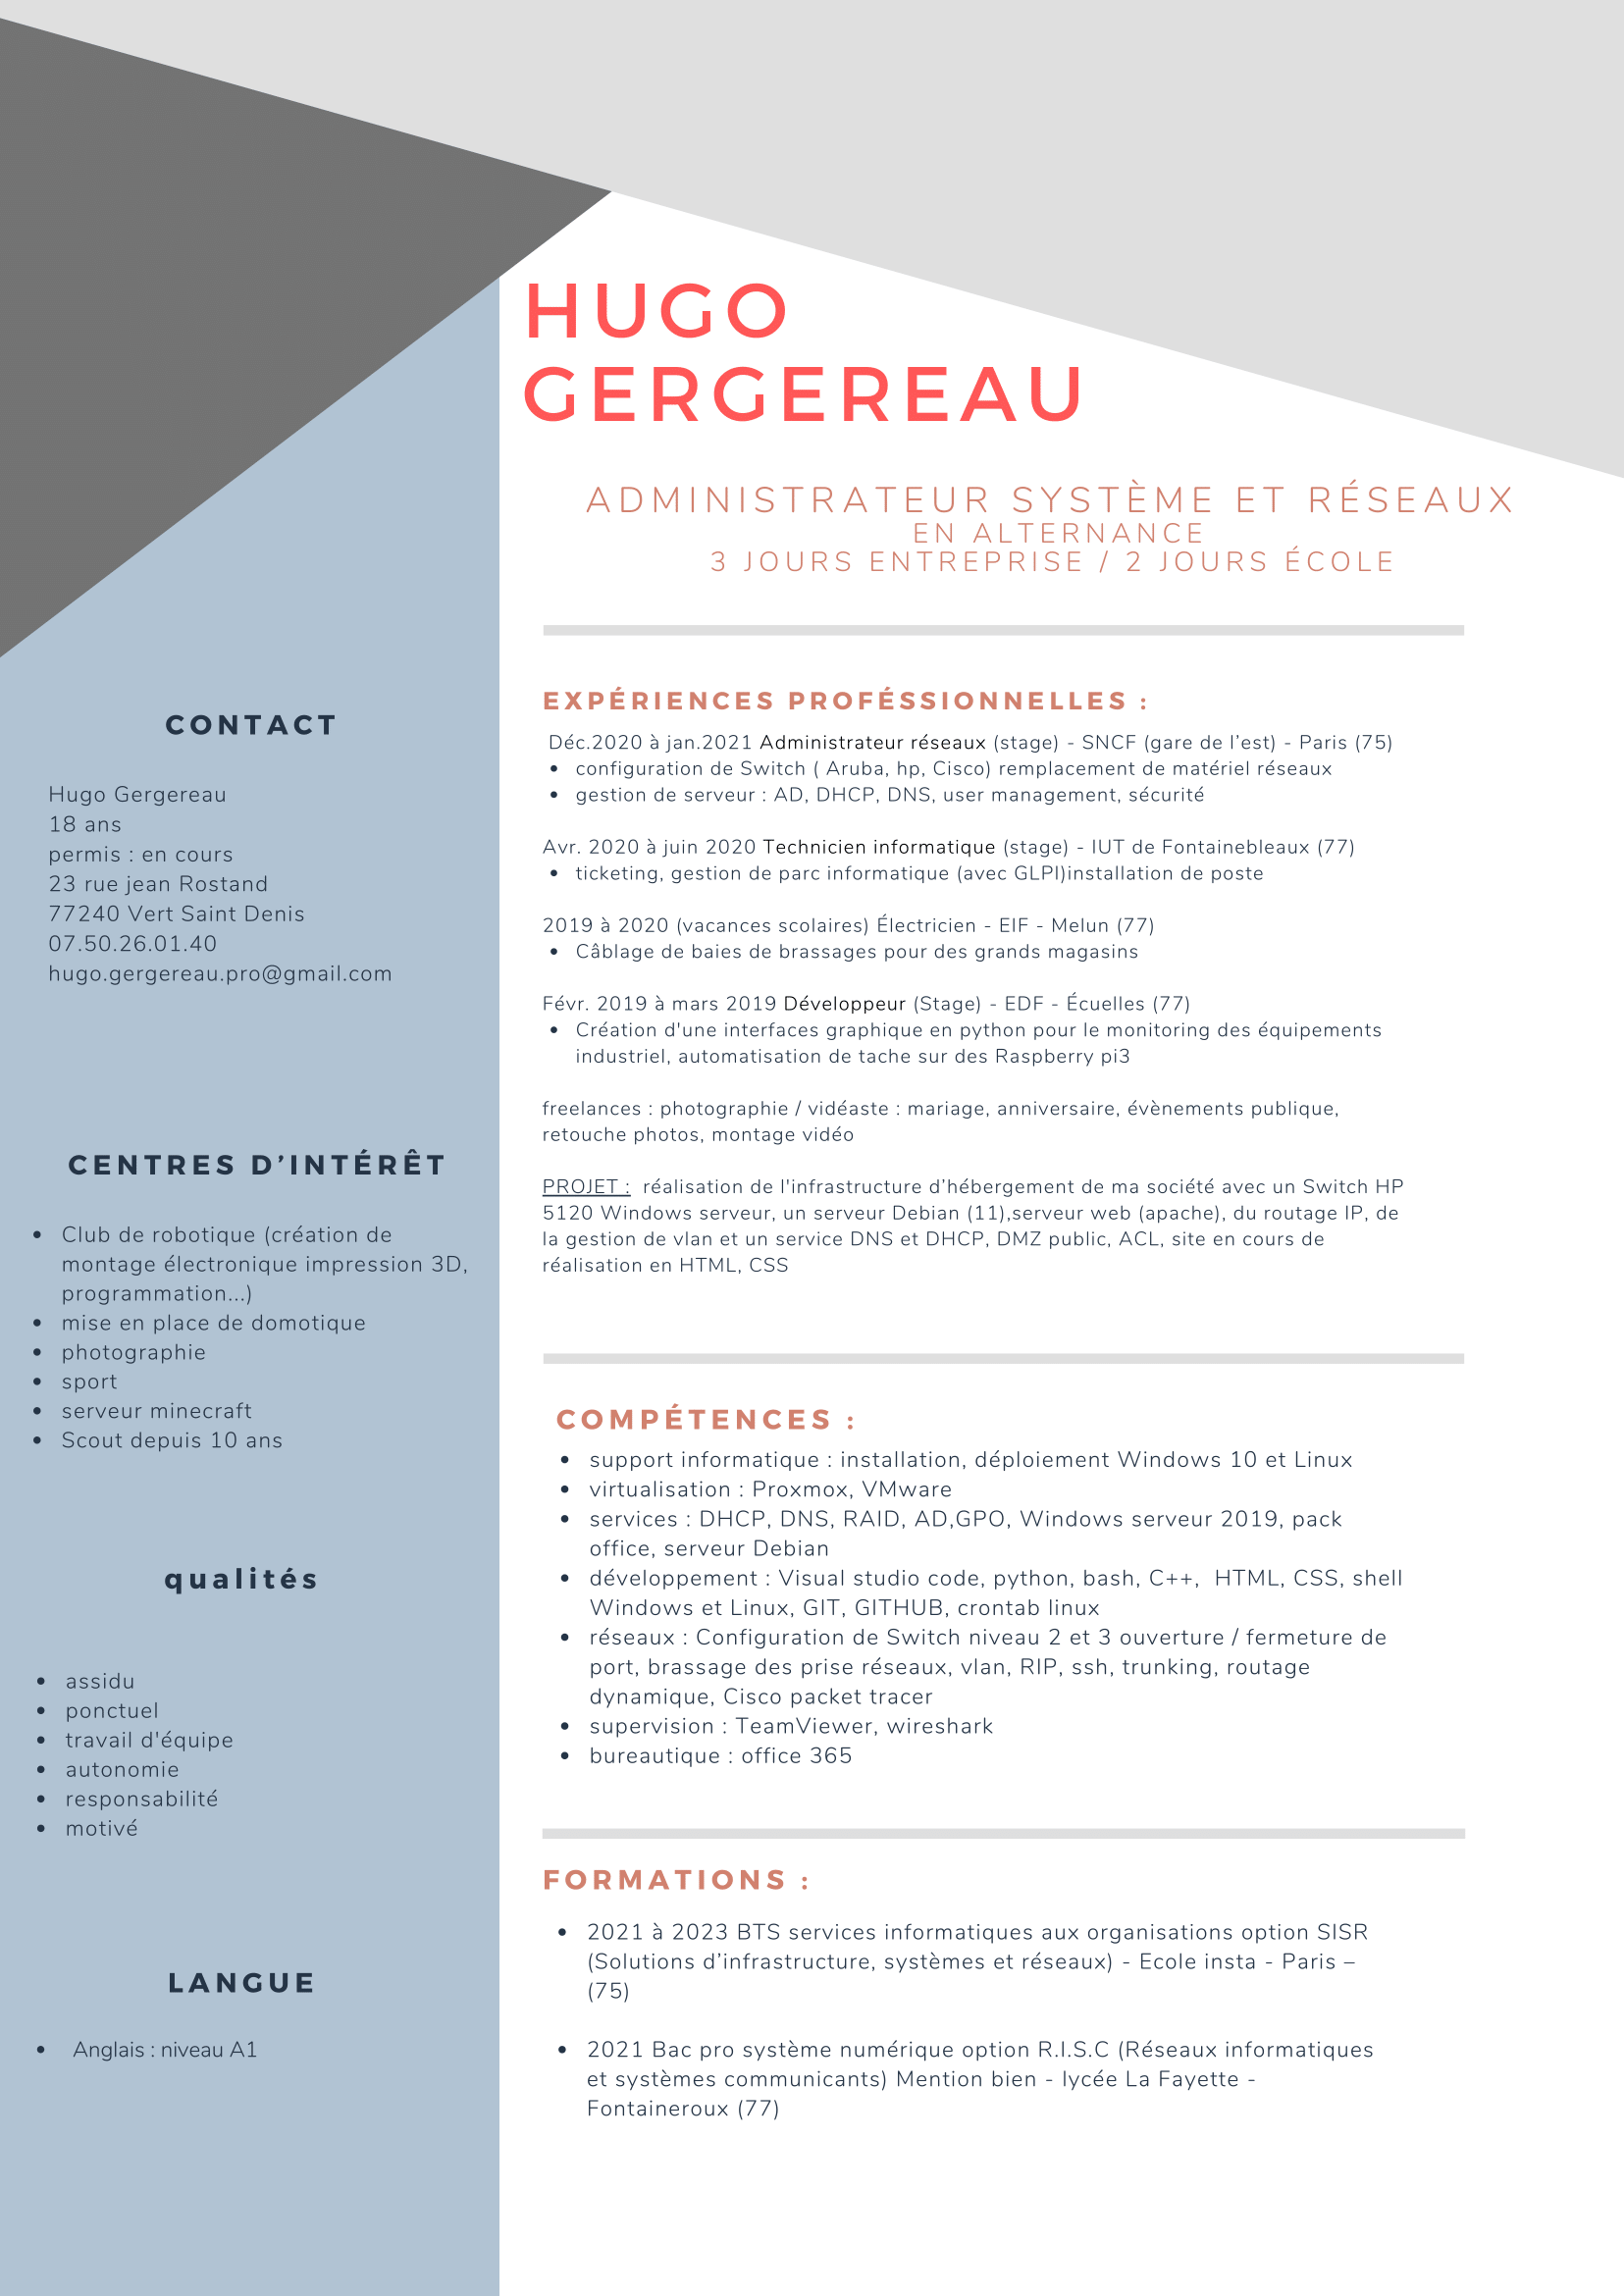 HUGO
GERGEREAU
ADMINISTRATEUR SYSTÈME ET RÉSEAUX
EN ALTERNANCE
3 JOURS ENTREPRISE / 2 JOURS ÉCOLE
CONTACT
Hugo Gergereau
18 ans
permis : en cours
23 rue jean Rostand
77240 Vert Saint Denis
07.50.26.01.40
hugo.gergereau.pro@gmail.com
CENTRES D’INTÉRÊT
• Club de robotique (création de
montage électronique impression 3D,
programmation...)
• mise en place de domotique
• photographie
• sport
• serveur minecraft
• Scout depuis 10 ans
qualités
• assidu
• ponctuel
• travail d'équipe
• autonomie
• responsabilité
• motivé
LANGUE
• Anglais : niveau A1
EXPÉRIENCES PROFÉSSIONNELLES :
Déc.2020 à jan.2021 Administrateur réseaux (stage) - SNCF (gare de l’est) - Paris (75)
• configuration de Switch ( Aruba, hp, Cisco) remplacement de matériel réseaux
• gestion de serveur : AD, DHCP, DNS, user management, sécurité
Avr. 2020 à juin 2020 Technicien informatique (stage) - IUT de Fontainebleaux (77)
• ticketing, gestion de parc informatique (avec GLPI)installation de poste
2019 à 2020 (vacances scolaires) Électricien - EIF - Melun (77)
• Câblage de baies de brassages pour des grands magasins
Févr. 2019 à mars 2019 Développeur (Stage) - EDF - Écuelles (77)
• Création d'une interfaces graphique en python pour le monitoring des équipements
industriel, automatisation de tache sur des Raspberry pi3
freelances : photographie / vidéaste : mariage, anniversaire, évènements publique,
retouche photos, montage vidéo
PROJET : réalisation de l'infrastructure d’hébergement de ma société avec un Switch HP
5120 Windows serveur, un serveur Debian (11),serveur web (apache), du routage IP, de
la gestion de vlan et un service DNS et DHCP, DMZ public, ACL, site en cours de
réalisation en HTML, CSS
COMPÉTENCES :
• support informatique : installation, déploiement Windows 10 et Linux
• virtualisation : Proxmox, VMware
• services : DHCP, DNS, RAID, AD,GPO, Windows serveur 2019, pack
office, serveur Debian
• développement : Visual studio code, python, bash, C++, HTML, CSS, shell
Windows et Linux, GIT, GITHUB, crontab linux
• réseaux : Configuration de Switch niveau 2 et 3 ouverture / fermeture de
port, brassage des prise réseaux, vlan, RIP, ssh, trunking, routage
dynamique, Cisco packet tracer
• supervision : TeamViewer, wireshark
• bureautique : office 365
FORMATIONS :
• 2021 à 2023 BTS services informatiques aux organisations option SISR
(Solutions d’infrastructure, systèmes et réseaux) - Ecole insta - Paris –
(75)
• 2021 Bac pro système numérique option R.I.S.C (Réseaux informatiques
et systèmes communicants) Mention bien - lycée La Fayette -
Fontaineroux (77)